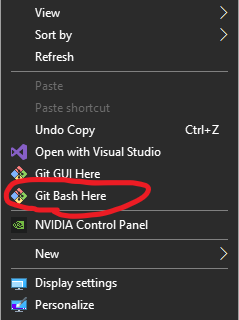 View
Sort by
Refresh
Paste
Paste shortcut
Undo Copy Ctrl+Z
Open with Visual Studio
Git GUI Here
Git Bash Here
NVIDIA Control Panel
New
Display settings
Personalize